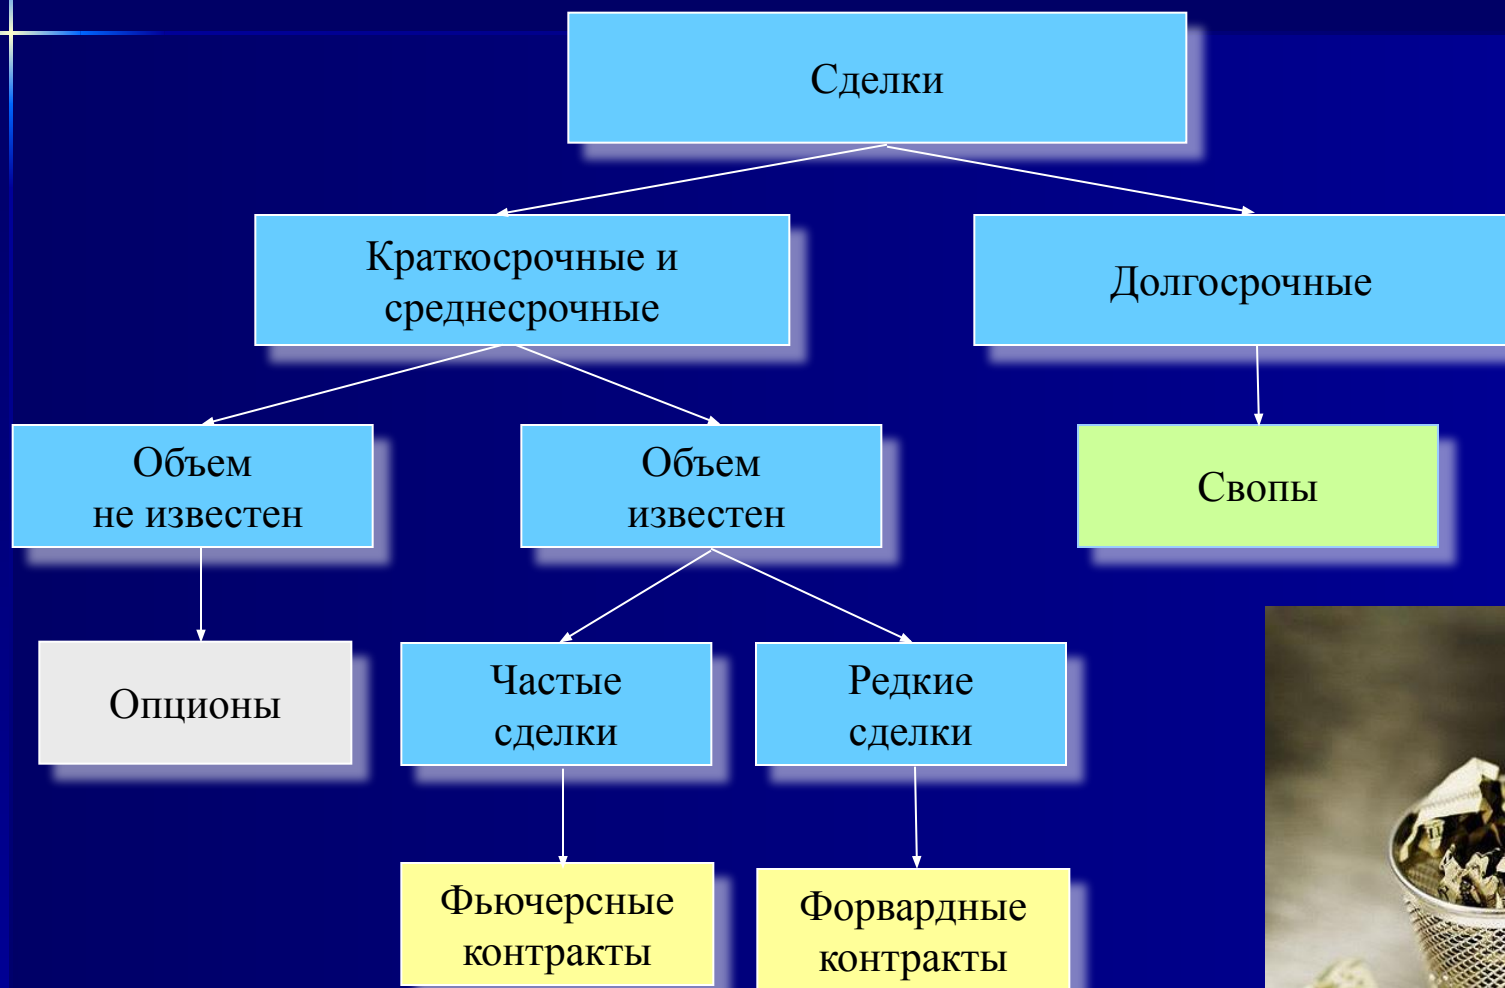 Сделки
Краткосрочные и
среднесрочные
Долгосрочные
Объем
не известен
Объем
известен
Свопы
Опционы
Частые
сделки
Редкие
сделки
Фьючерсные
контракты
Форвардные
контракты